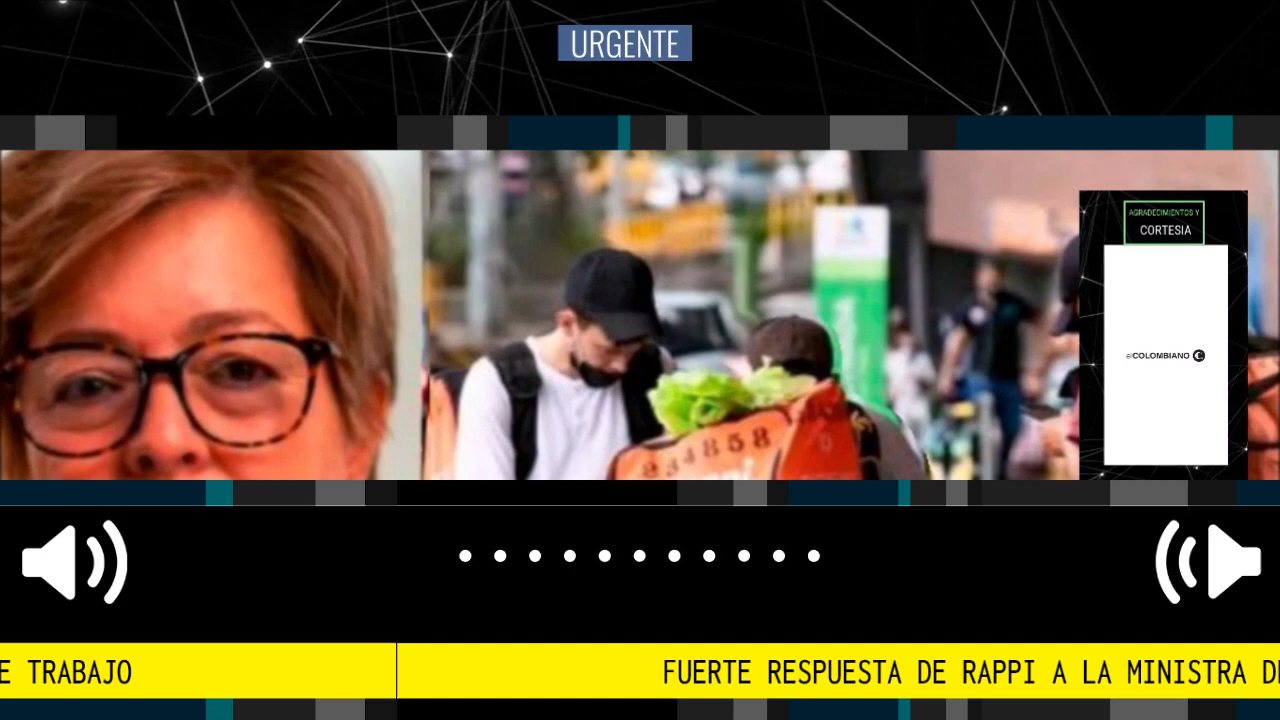 URGENTE
AGRADECIMIENTOS Y
CORTESIA
elCOLOMBIANO C
834858
E TRABAJO
FUERTE RESPUESTA DE RAPPI A LA MINISTRA DE